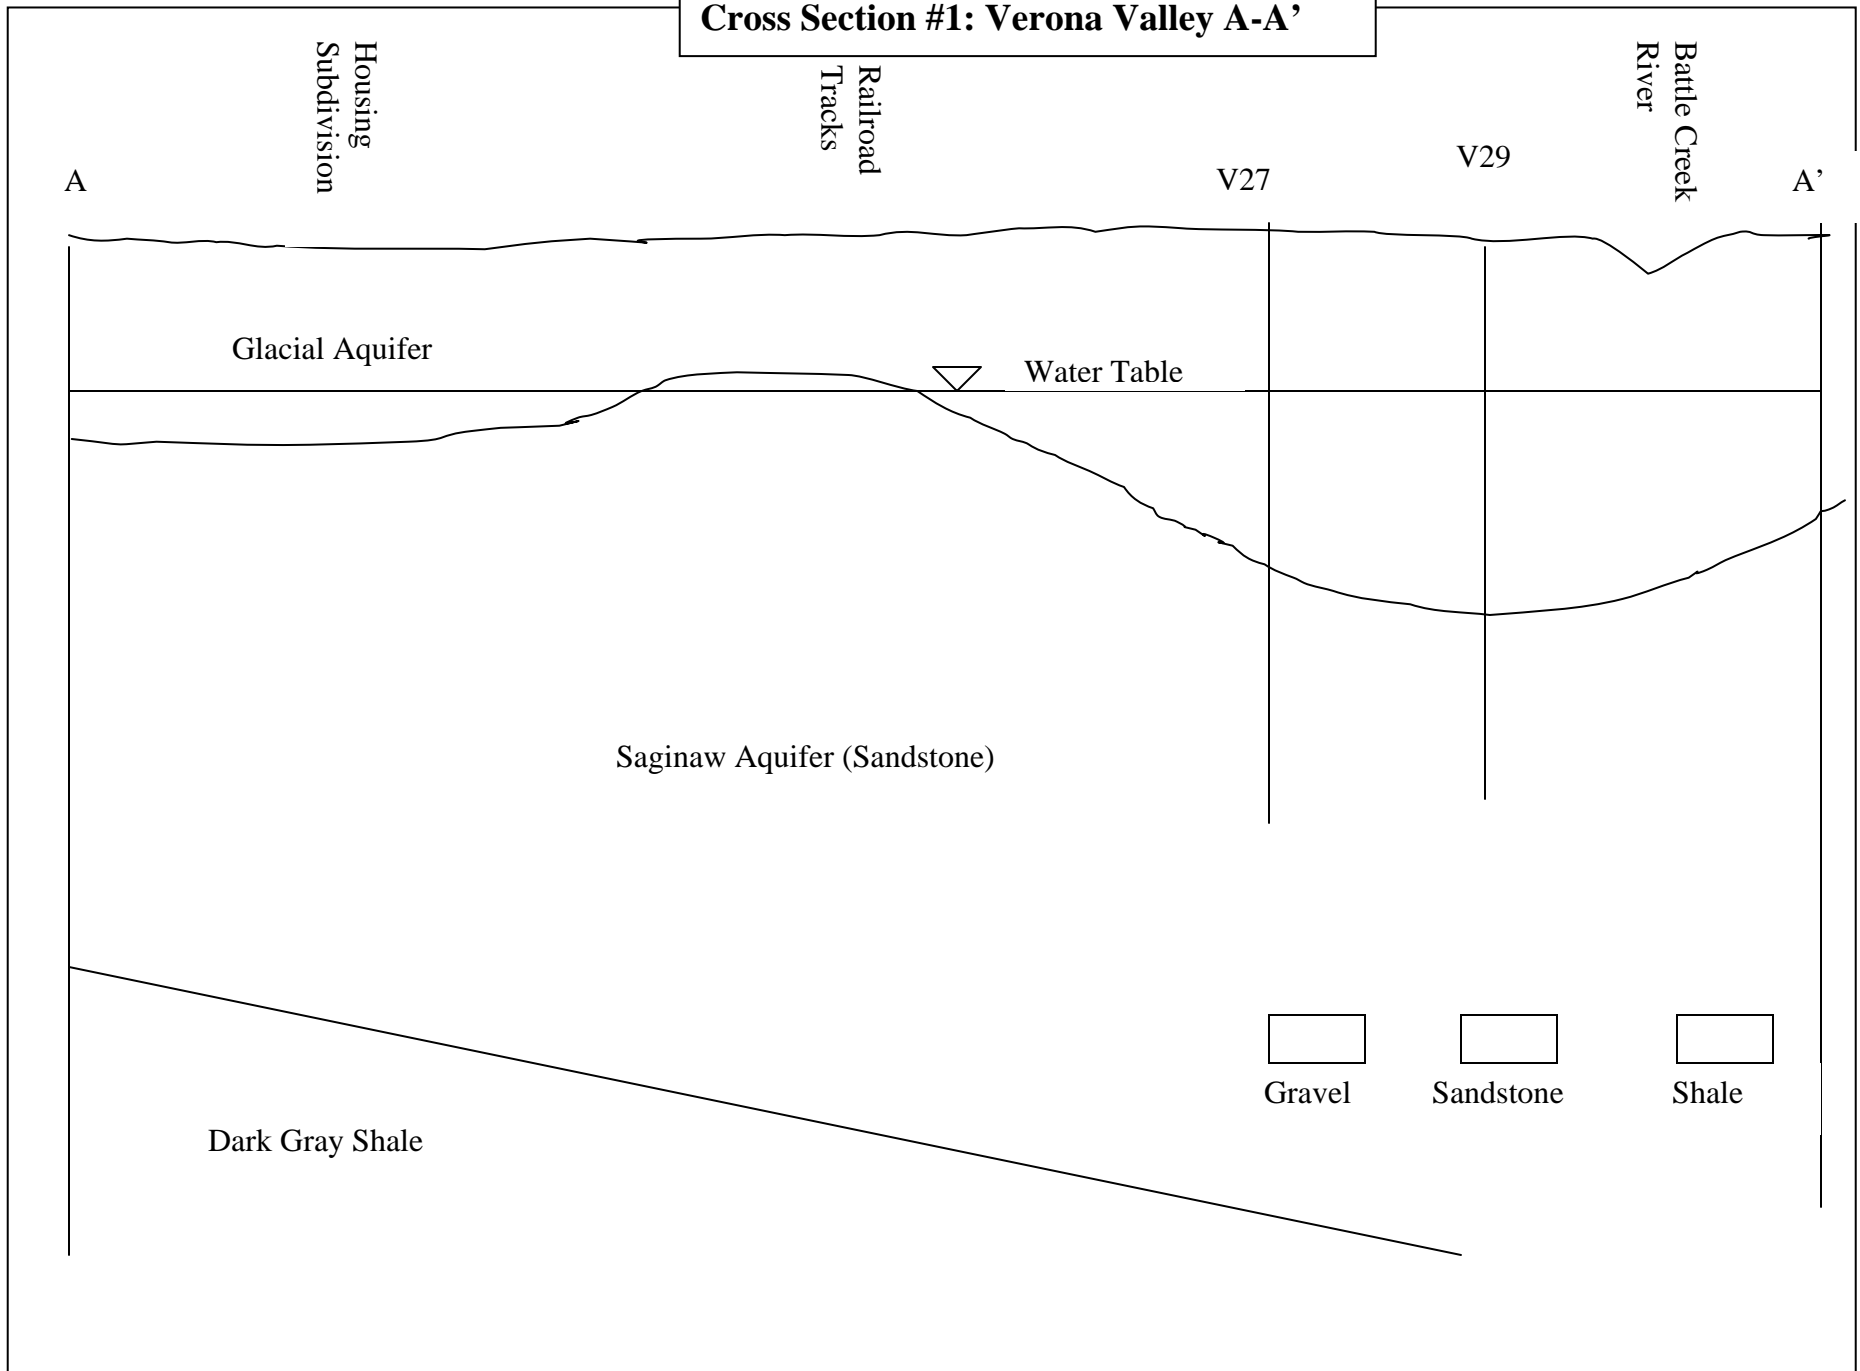 Cross Section #1: Verona Valley A-A’
Housing
Subdivision
Railroad
Tracks
Battle Creek
River
A
V27
V29
A’
Glacial Aquifer
Water Table
Saginaw Aquifer (Sandstone)
Gravel
Sandstone
Shale
Dark Gray Shale